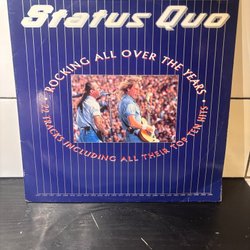 Status Quo
ROCKING ALL OVER THE YEARS
• 22 TRACKS INCLUDING ALL THEIR TOP TEN HITS •